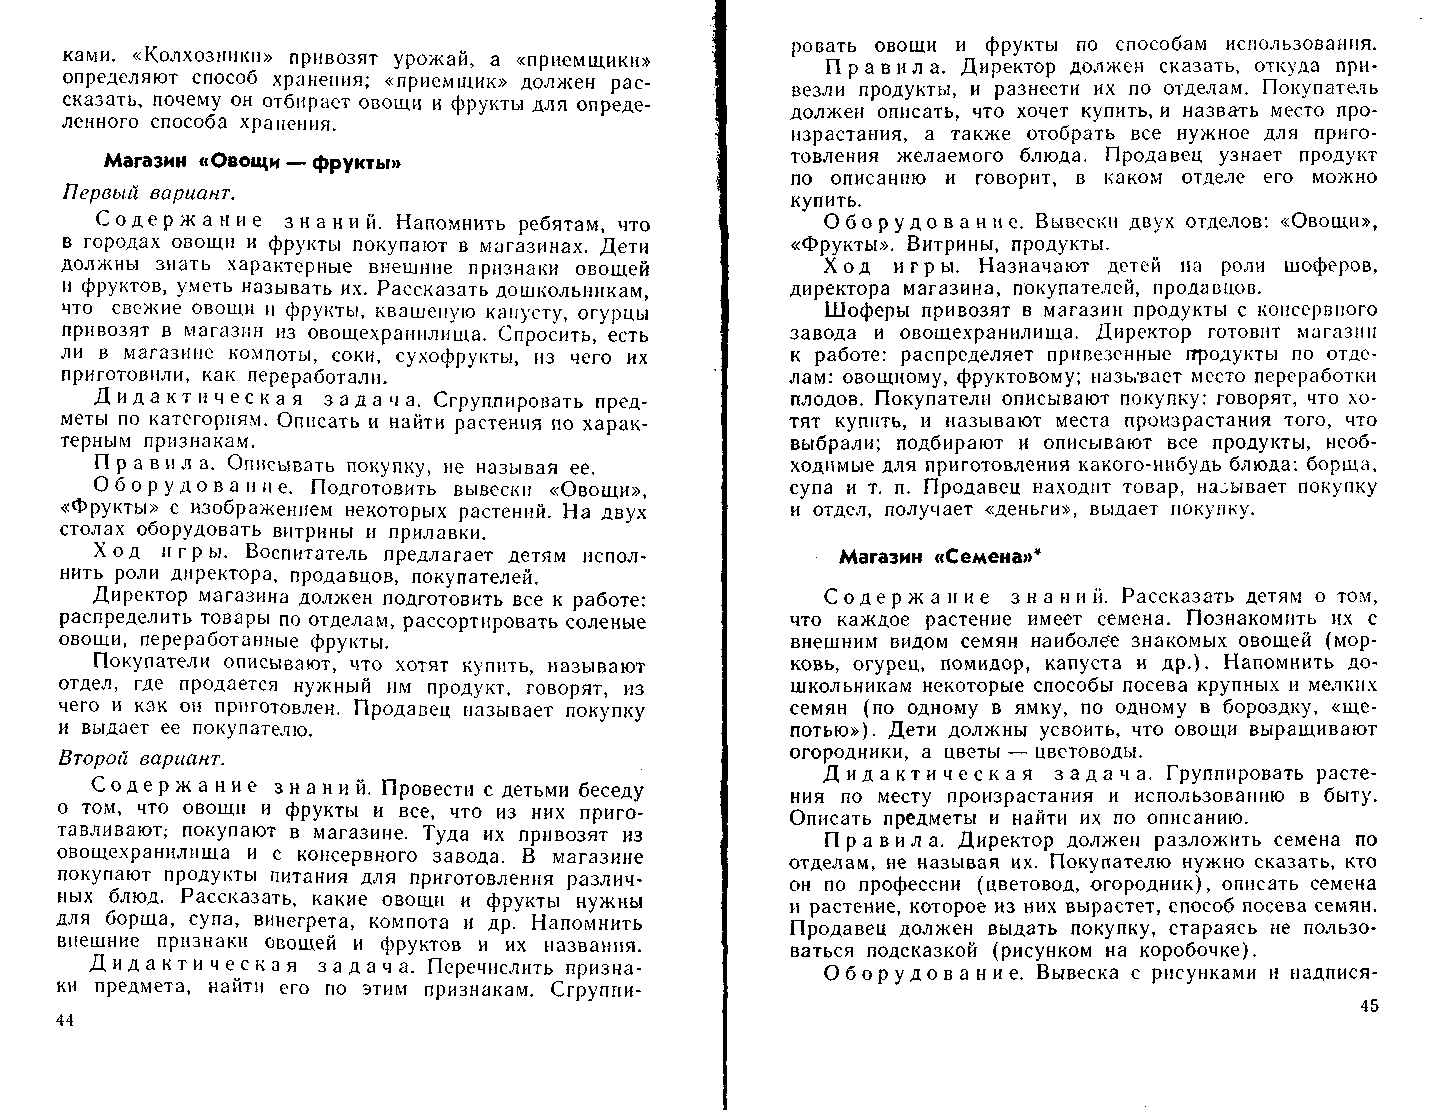 ками. «Колхозники» привозят урожай, а «приемщики»
определяют способ хранения; «приемщик» должен рас-
сказать, почему он отбирает овощи и фрукты для опреде-
ленного способа хранения.
Магазин «Овощи — фрукты»
Первый вариант.
Содержание знаний. Напомнить ребятам, что
в городах овощи и фрукты покупают в магазинах. Дети
должны знать характерные внешние признаки овощей
и фруктов, уметь называть их. Рассказать дошкольникам,
что свежие овощи и фрукты, квашеную капусту, огурцы
привозят в магазин из овощехранилища. Спросить, есть
ли в магазине компоты, соки, сухофрукты, из чего их
приготовили, как переработали.
Дидактическая задача. Сгруппировать пред-
меты по категориям. Описать и найти растения по харак-
терным признакам.
Правила. Описывать покупку, не называя ее.
Оборудование. Подготовить вывески «Овощи»,
«Фрукты» с изображением некоторых растений. На двух
столах оборудовать витрины и прилавки.
Ход игры. Воспитатель предлагает детям испол-
нить роли директора, продавцов, покупателей.
Директор магазина должен подготовить все к работе:
распределить товары по отделам, рассортировать соленые
овощи, переработанные фрукты.
Покупатели описывают, что хотят купить, называют
отдел, где продается нужный им продукт, говорят, из
чего и как он приготовлен. Продавец называет покупку
и выдает ее покупателю.
Второй вариант.
Содержание знаний. Провести с детьми беседу
о том, что овощи и фрукты и все, что из них приго-
тавливают; покупают в магазине. Туда их привозят из
овощехранилища и с консервного завода. В магазине
покупают продукты питания для приготовления различ-
ных блюд. Рассказать, какие овощи и фрукты нужны
для борща, супа, винегрета, компота и др. Напомнить
внешние признаки овощей и фруктов и их названия.
Дидактическая задача. Перечислить призна-
ки предмета, найти его по этим признакам. Сгруппи-
44
ровать овощи и фрукты по способам использования.
Правила. Директор должен сказать, откуда при-
везли продукты, и разнести их по отделам. Покупатель
должен описать, что хочет купить, и назвать место про-
израстания, а также отобрать все нужное для приго-
товления желаемого блюда. Продавец узнает продукт
по описанию и говорит, в каком отделе его можно
купить.
Оборудование. Вывески двух отделов: «Овощи»,
«Фрукты». Витрины, продукты.
Ход игры. Назначают детей на роли шоферов,
директора магазина, покупателей, продавцов.
Шоферы привозят в магазин продукты с консервного
завода и овощехранилища. Директор готовит магазин
к работе: распределяет привезенные продукты по отде-
лам: овощному, фруктовому; называет место переработки
плодов. Покупатели описывают покупку: говорят, что хо-
тят купить, и называют места произрастания того, что
выбрали; подбирают и описывают все продукты, необ-
ходимые для приготовления какого-нибудь блюда: борща,
супа и т. п. Продавец находит товар, называет покупку
и отдел, получает «деньги», выдает покупку.
Магазин «Семена»*
Содержание знаний. Рассказать детям о том,
что каждое растение имеет семена. Познакомить их с
внешним видом семян наиболее знакомых овощей (мор-
ковь, огурец, помидор, капуста и др.). Напомнить до-
школьникам некоторые способы посева крупных и мелких
семян (по одному в ямку, по одному в бороздку, «ще-
потью»). Дети должны усвоить, что овощи выращивают
огородники, а цветы — цветоводы.
Дидактическая задача. Группировать расте-
ния по месту произрастания и использованию в быту.
Описать предметы и найти их по описанию.
Правила. Директор должен разложить семена по
отделам, не называя их. Покупателю нужно сказать, кто
он по профессии (цветовод, огородник), описать семена
и растение, которое из них вырастет, способ посева семян.
Продавец должен выдать покупку, стараясь не пользо-
ваться подсказкой (рисунком на коробочке).
Оборудование. Вывеска с рисунками и надпися-
45